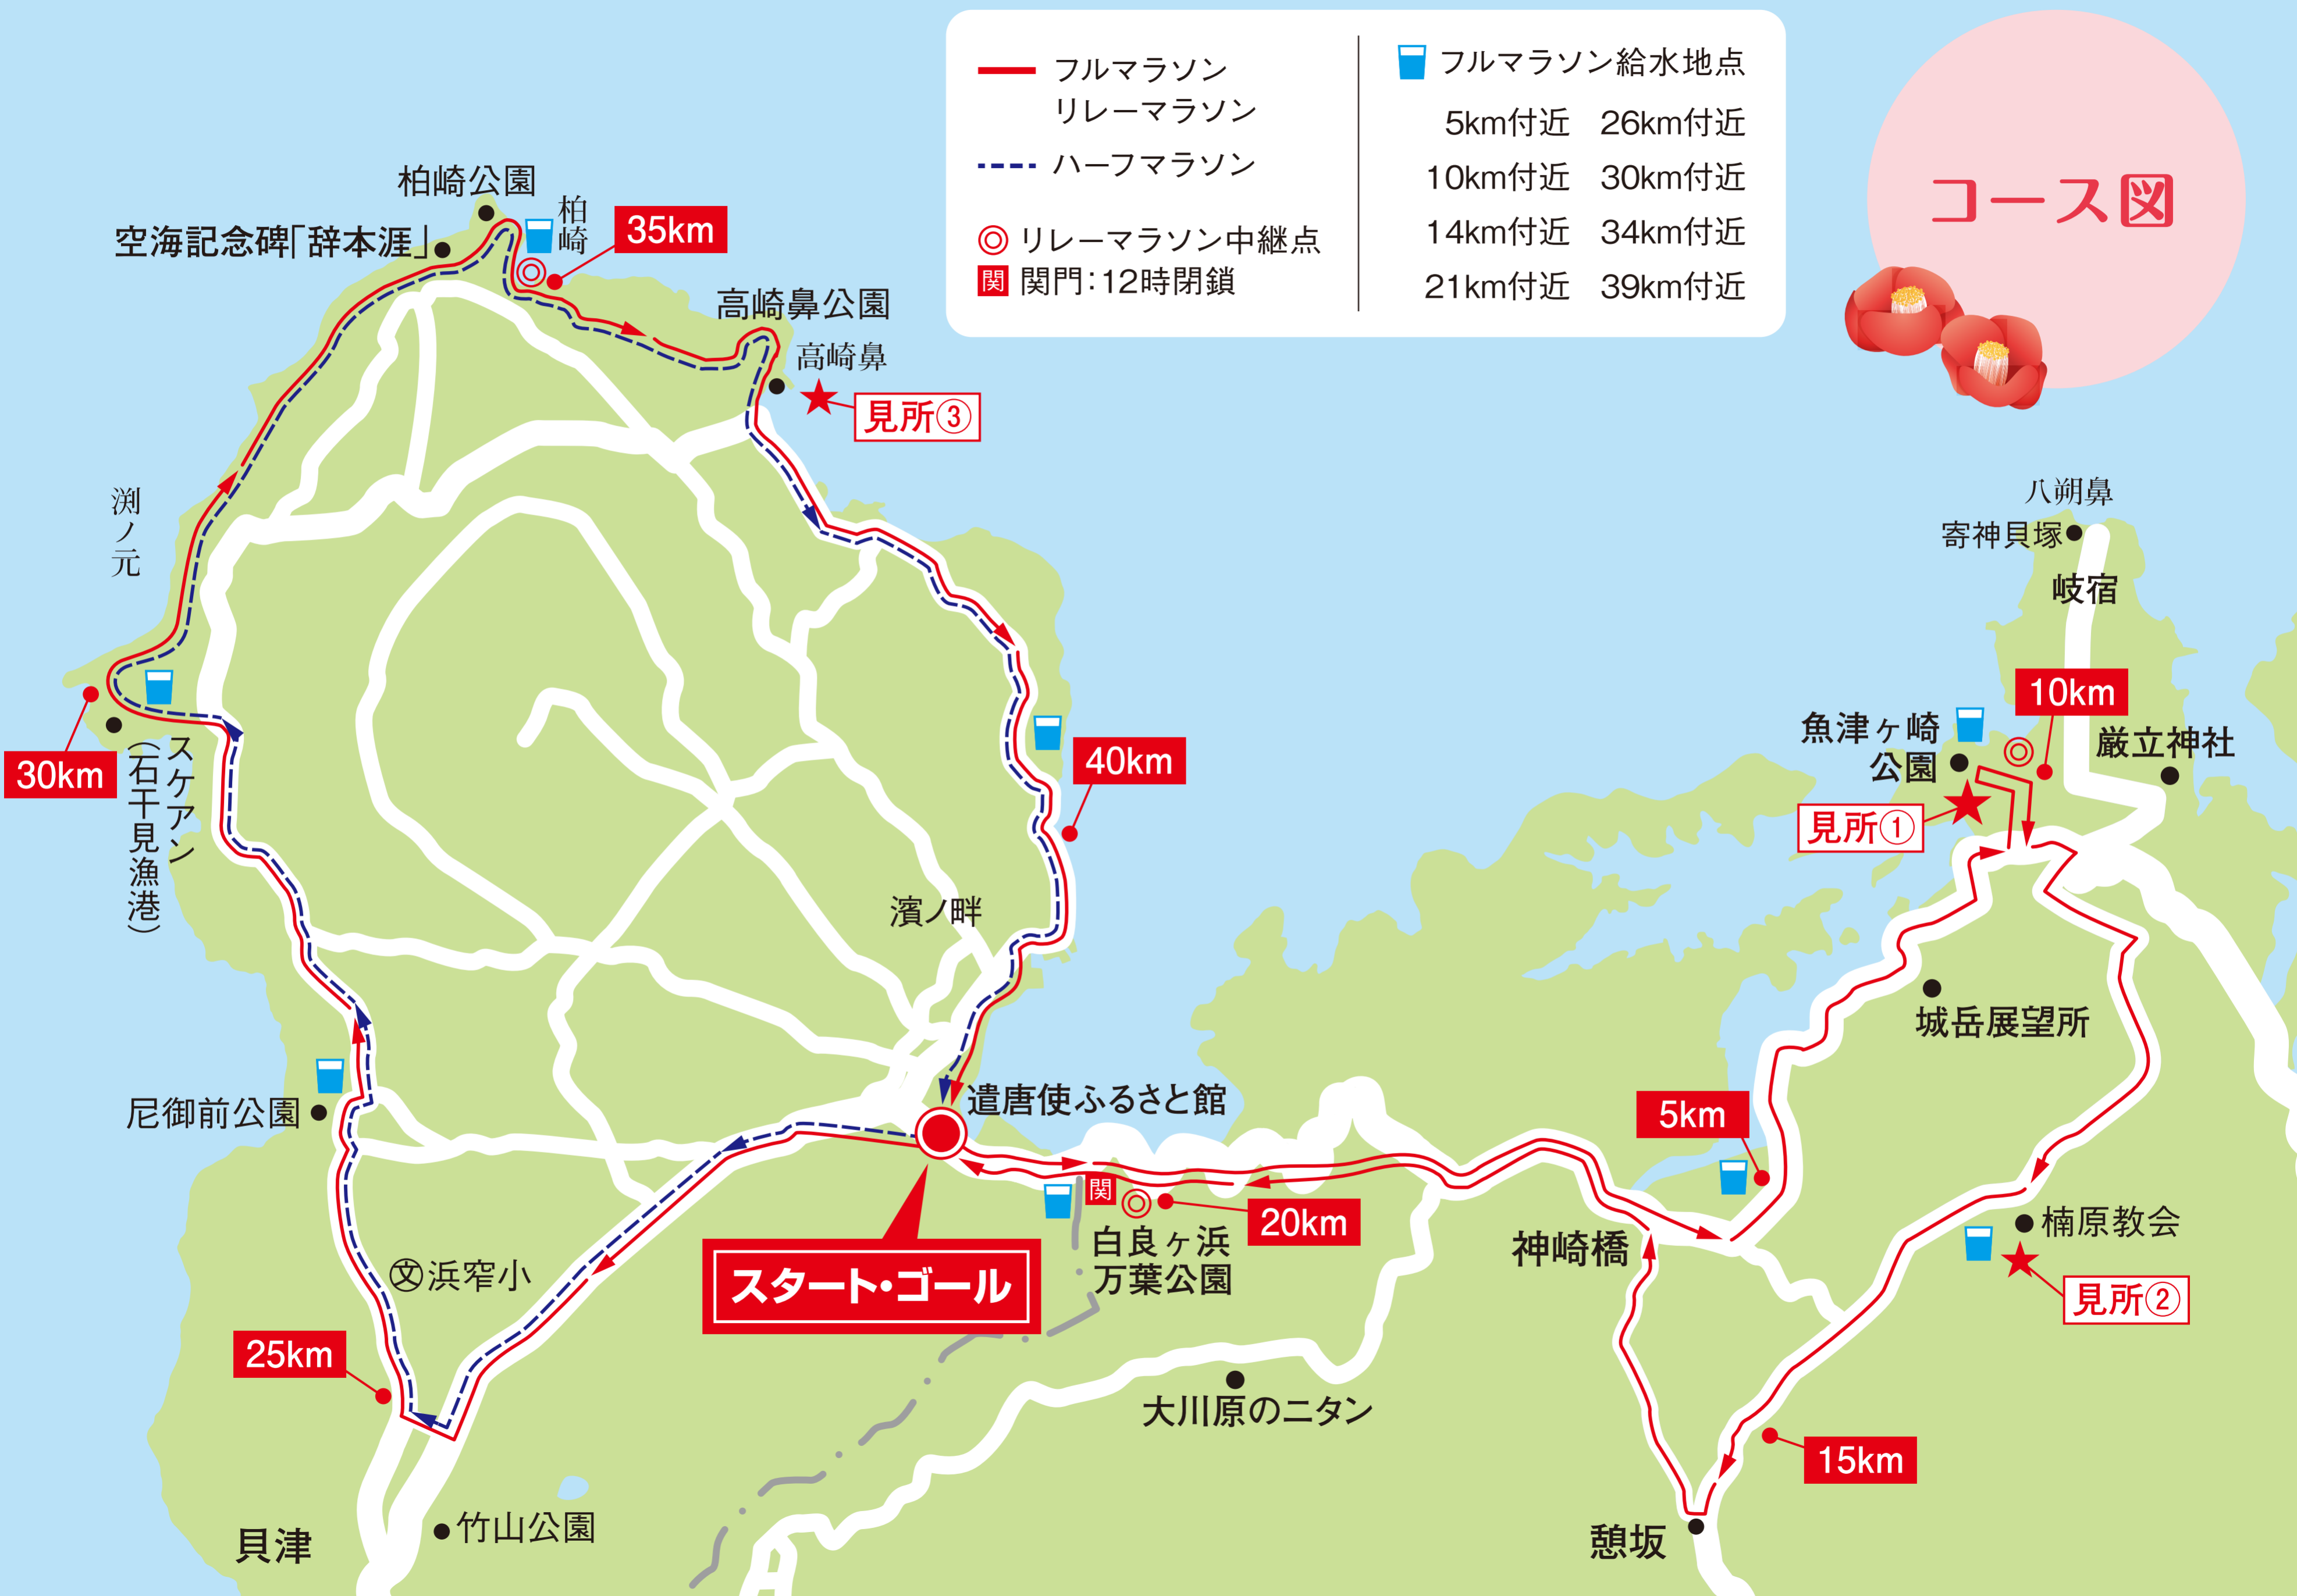 フルマラソン
リレーマラソン
ハーフマラソン
リレーマラソン中継点
関 関門：12時閉鎖
フルマラソン給水地点
5km付近 26km付近
10km付近 30km付近
14km付近 34km付近
21km付近 39km付近
コース図
柏崎公園
空海記念碑「辞本涯」
柏崎
35km
高崎鼻公園
高崎鼻
見所③
渕ノ元
30km
スケアン
（石干見漁港）
40km
濱ノ畔
八朔鼻
寄神貝塚
岐宿
10km
魚津ヶ崎
公園
厳立神社
見所①
城岳展望所
尼御前公園
遣唐使ふるさと館
5km
関
20km
白良ヶ浜
万葉公園
神崎橋
楠原教会
見所②
スタート・ゴール
文浜窄小
25km
大川原のニタン
15km
憩坂
竹山公園
貝津